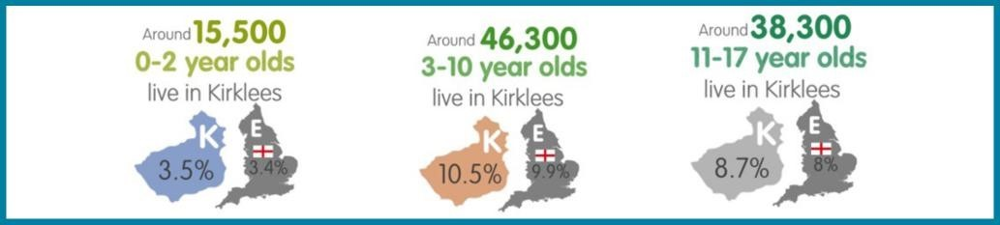 Around 15,500
0-2 year olds
live in Kirklees
K
E
3.5%
3.4%
Around 46,300
3-10 year olds
live in Kirklees
K
E
10.5%
9.9%
Around 38,300
11-17 year olds
live in Kirklees
K
E
8.7%
8%